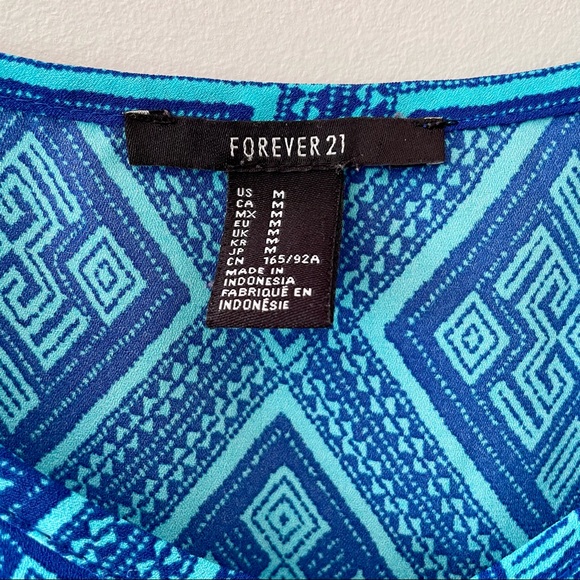 FOREVER 21
US M
CA M
MX M
EU M
UK M
KR M
JP M
CN 165/92A
MADE IN
INDONESIA
FABRIQUÉ EN
INDONÉSIE